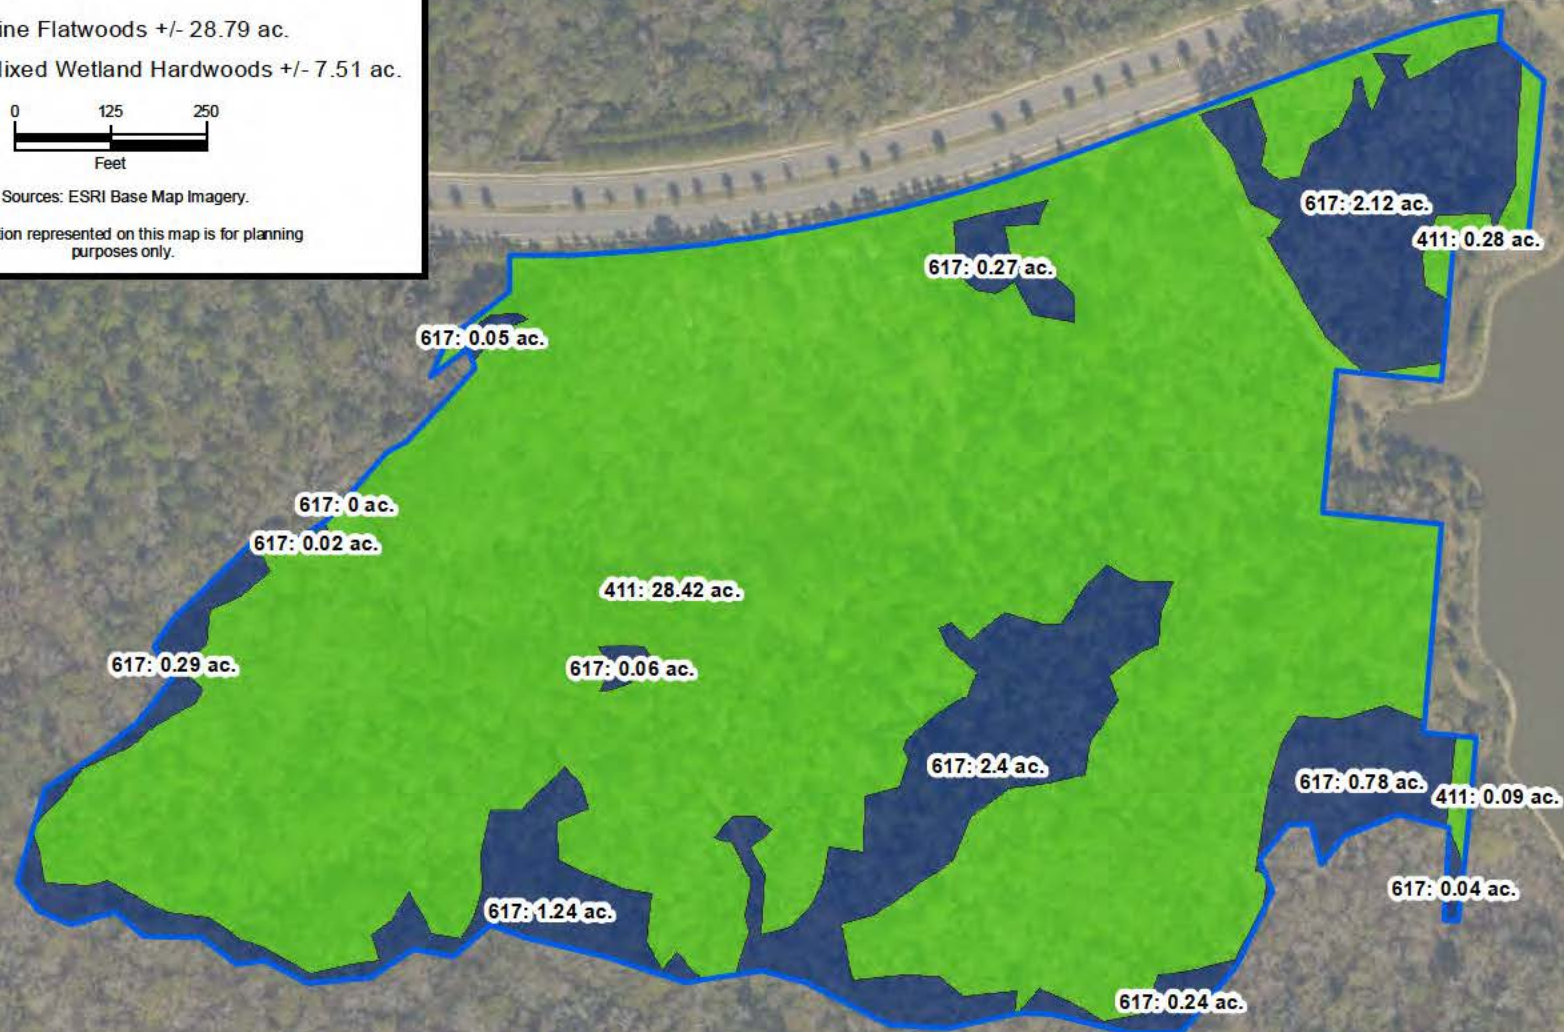 ine Flatwoods +/- 28.79 ac.
ixed Wetland Hardwoods +/- 7.51 ac.
0 125 250
Feet
Sources: ESRI Base Map Imagery.
ion represented on this map is for planning
purposes only.
617: 2.12 ac.
411: 0.28 ac.
617: 0.27 ac.
617: 0.05 ac.
617: 0 ac.
617: 0.02 ac.
411: 28.42 ac.
617: 0.29 ac.
617: 0.06 ac.
617: 2.4 ac.
617: 0.78 ac.
411: 0.09 ac.
617: 0.04 ac.
617: 1.24 ac.
617: 0.24 ac.